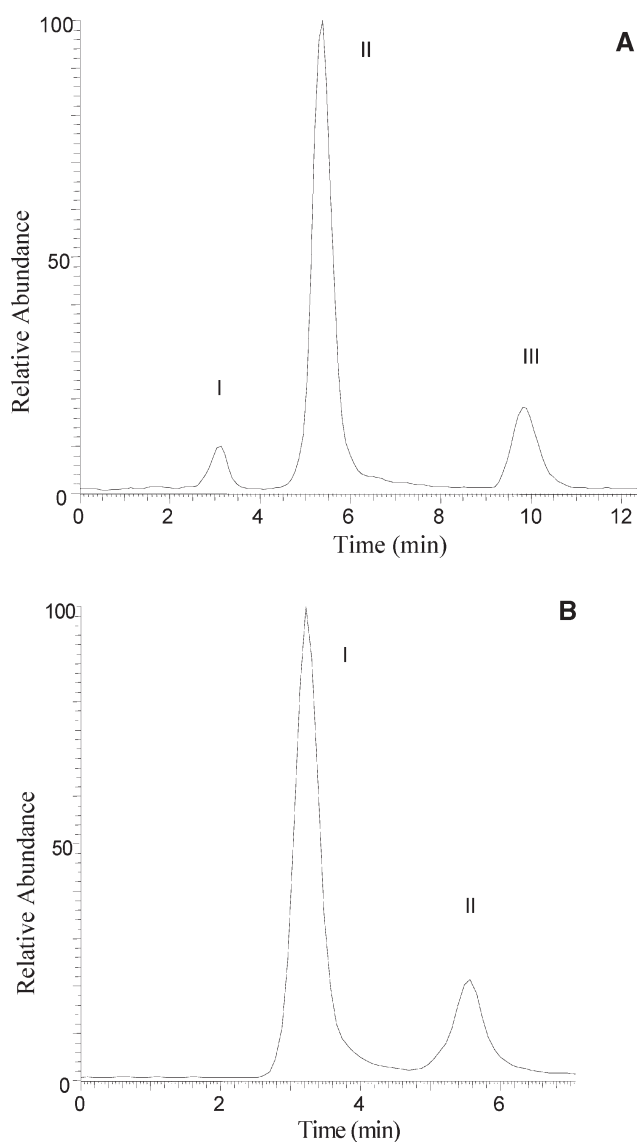 A
100
II
50
III
I
0
0 2 4 6 8 10 12
Relative Abundance
Time (min)
B
100
I
50
II
0
0 2 4 6
Relative Abundance
Time (min)